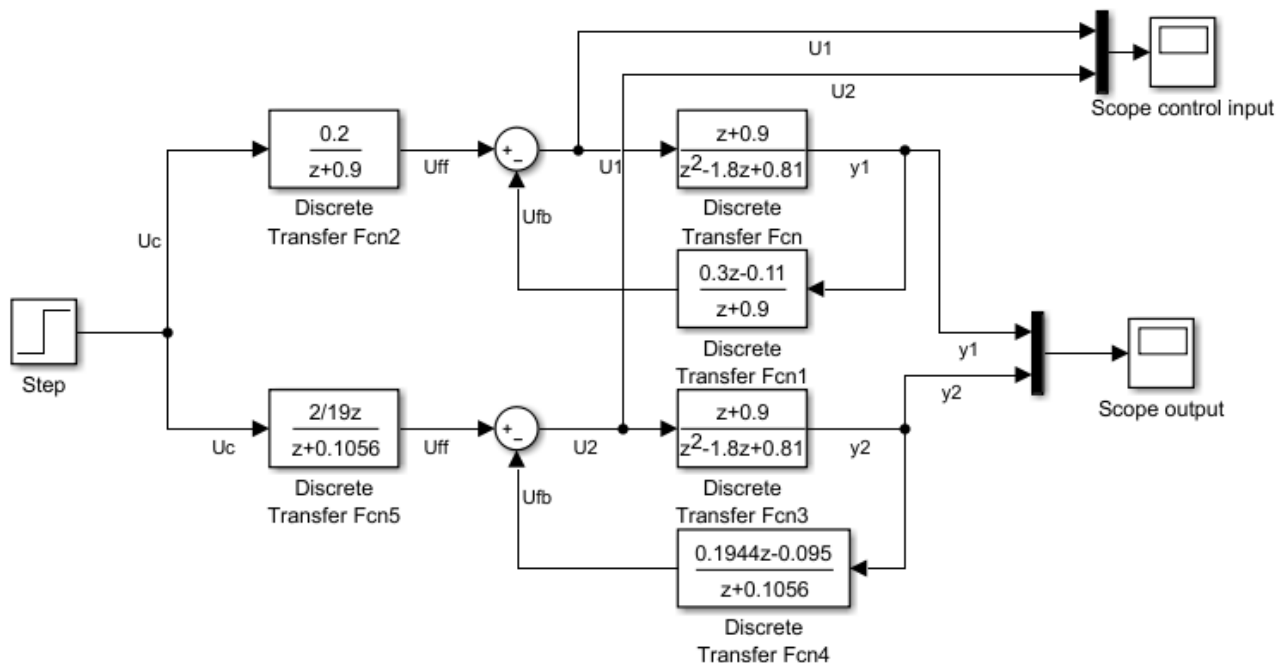 U1
U2
Scope control input
0.2
z+0.9
Discrete
Transfer Fcn2
Uff
+
−
U1
z+0.9
z2-1.8z+0.81
Discrete
Transfer Fcn
y1
Uc
Ufb
0.3z-0.11
z+0.9
Discrete
Transfer Fcn1
Step
y1
y2
Scope output
2/19z
z+0.1056
Discrete
Transfer Fcn5
Uc
Uff
+
−
U2
z+0.9
z2-1.8z+0.81
Discrete
Transfer Fcn3
y2
Ufb
0.1944z-0.095
z+0.1056
Discrete
Transfer Fcn4